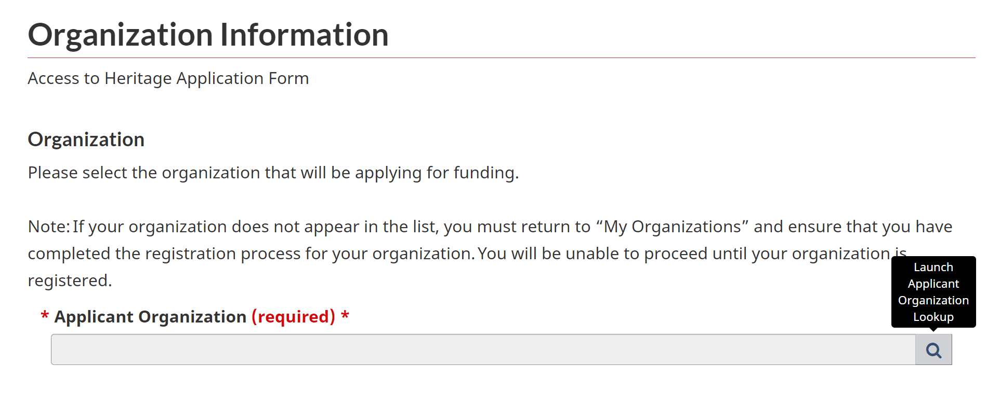 Organization Information
Access to Heritage Application Form
Organization
Please select the organization that will be applying for funding.
Note: If your organization does not appear in the list, you must return to “My Organizations” and ensure that you have
completed the registration process for your organization. You will be unable to proceed until your organization is
registered.
Launch
Applicant
Organization
Lookup
* Applicant Organization (required) *